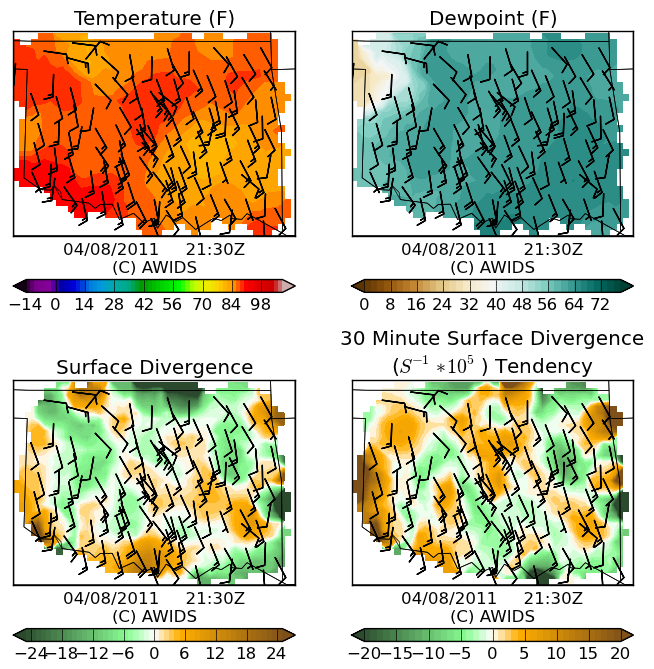 Temperature (F)
Dewpoint (F)
04/08/2011 21:30Z
(C) AWIDS
04/08/2011 21:30Z
(C) AWIDS
−14 0 14 28 42 56 70 84 98
0 8 16 24 32 40 48 56 64 72
Surface Divergence
30 Minute Surface Divergence
(S⁻¹ ∗10⁵ ) Tendency
04/08/2011 21:30Z
(C) AWIDS
04/08/2011 21:30Z
(C) AWIDS
−24 −18 −12 −6 0 6 12 18 24
−20 −15 −10 −5 0 5 10 15 20